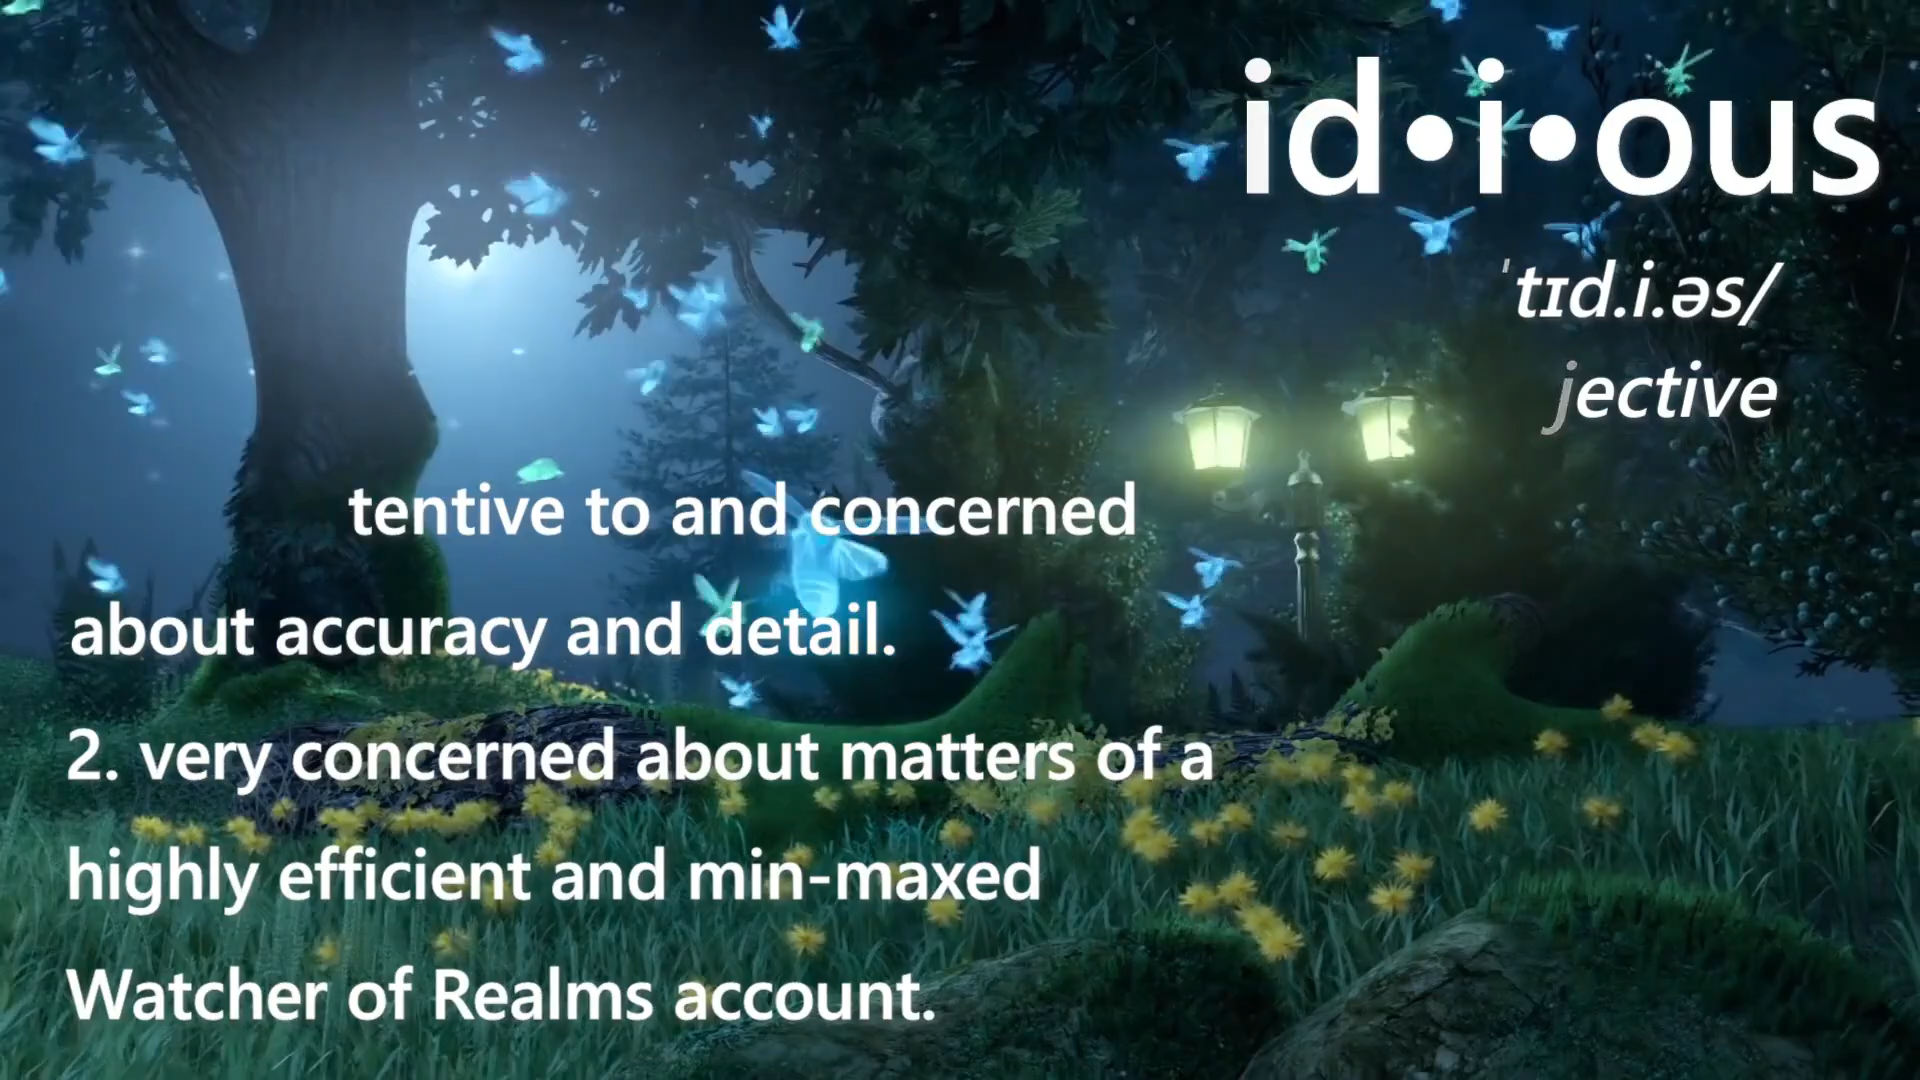 id•i•ous
ˈtɪd.i.əs/
jective
tentive to and concerned
about accuracy and detail.
2. very concerned about matters of a
highly efficient and min-maxed
Watcher of Realms account.